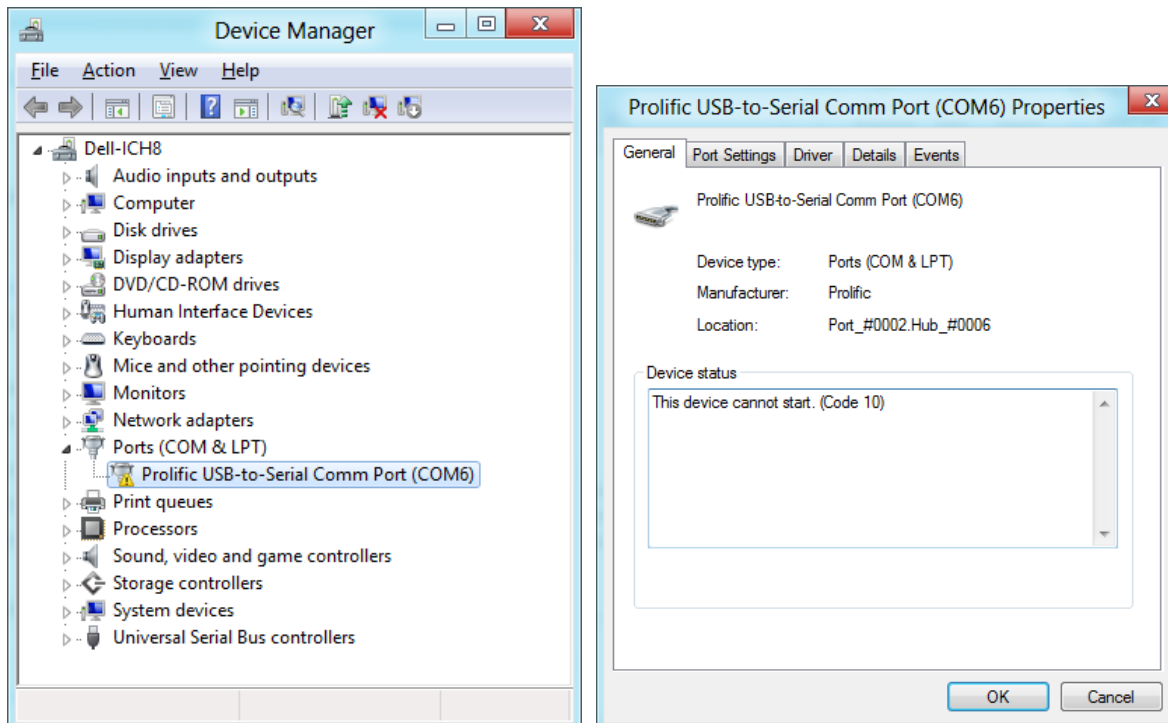 Device Manager
File Action View Help
Dell-ICH8
Audio inputs and outputs
Computer
Disk drives
Display adapters
DVD/CD-ROM drives
Human Interface Devices
Keyboards
Mice and other pointing devices
Monitors
Network adapters
Ports (COM & LPT)
Prolific USB-to-Serial Comm Port (COM6)
Print queues
Processors
Sound, video and game controllers
Storage controllers
System devices
Universal Serial Bus controllers
Prolific USB-to-Serial Comm Port (COM6) Properties
General Port Settings Driver Details Events
Prolific USB-to-Serial Comm Port (COM6)
Device type: Ports (COM & LPT)
Manufacturer: Prolific
Location: Port_#0002.Hub_#0006
Device status
This device cannot start. (Code 10)
OK Cancel